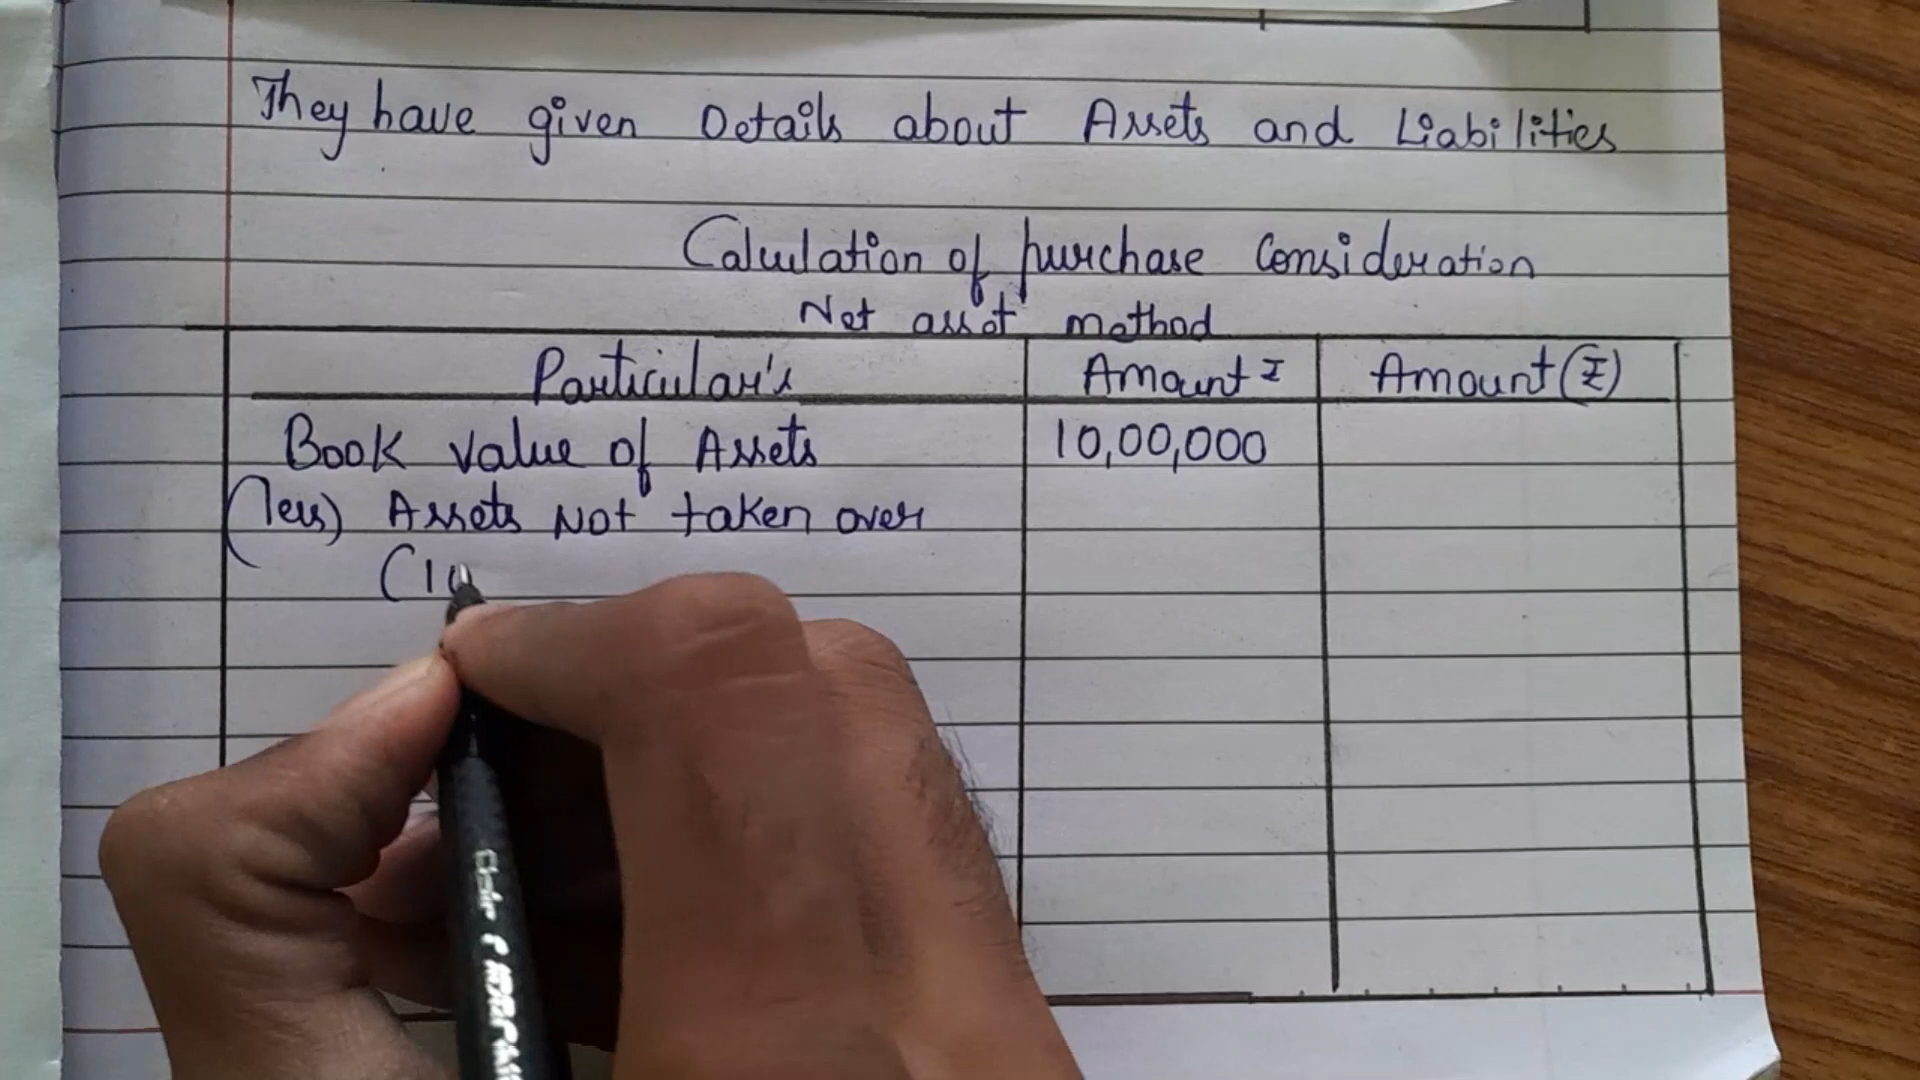 They have given Details about Assets and Liabilities
Calculation of purchase Consideration
Net asset method
Particular's Amount ₹ Amount (₹)
Book Value of Assets 10,00,000
(less) Assets Not taken over
(10